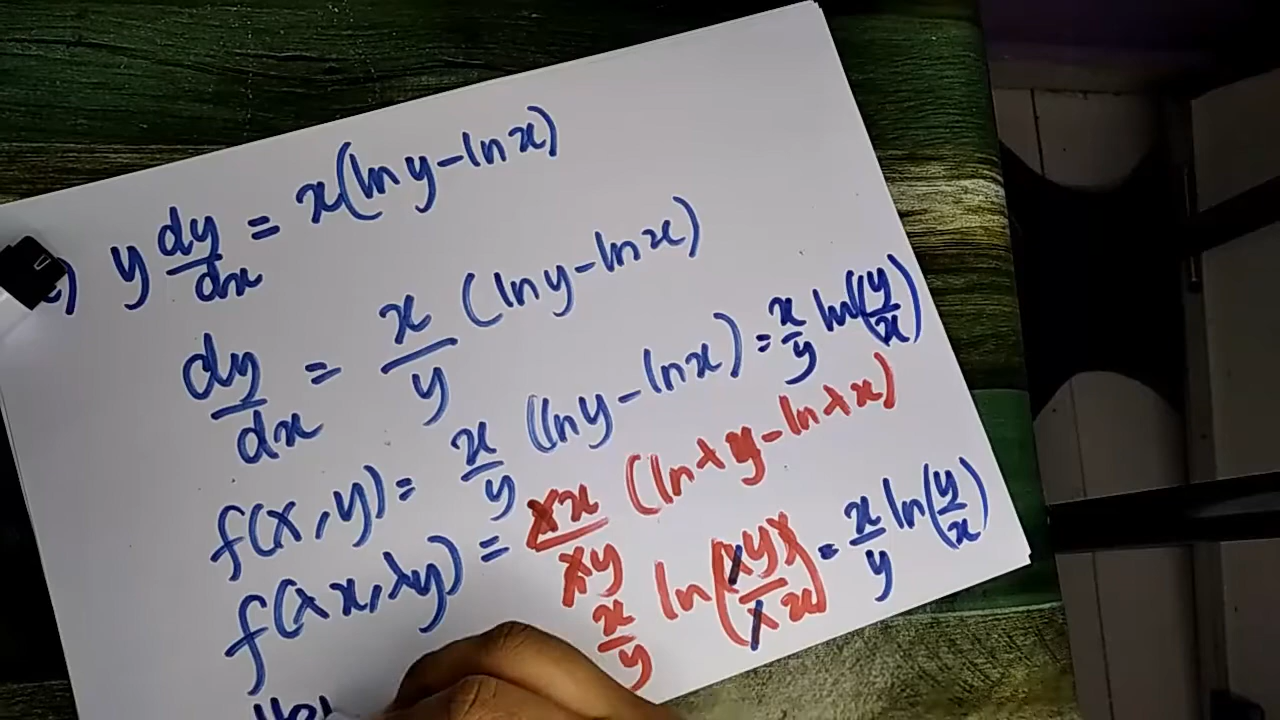 c) y dy/dx = x(ln y - ln x)
dy/dx = x/y (ln y - ln x)
f(x, y) = x/y (ln y - ln x) = x/y ln(y/x)
f(λx, λy) = λx/λy (ln λy - ln λx)
x/y ln(λy/λx) = x/y ln(y/x)